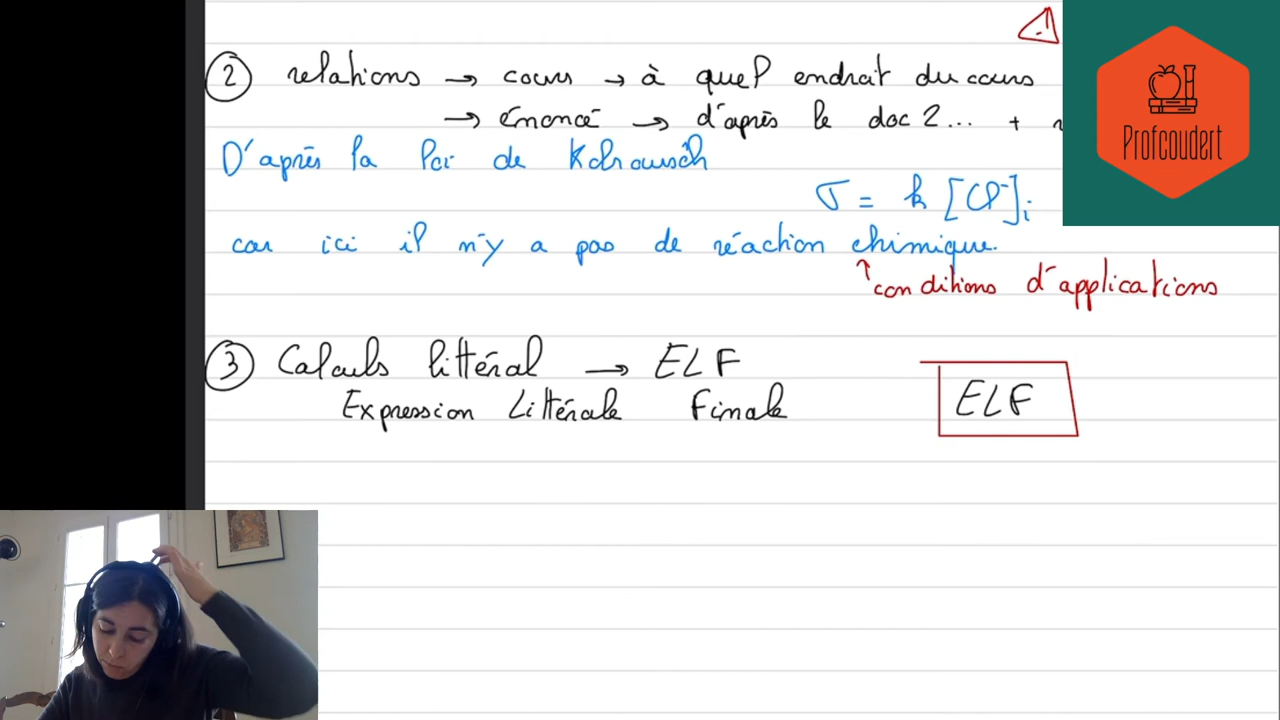 ② relations → cours → à quel endroit du cours
→ énoncé → d'après le doc 2... +
D'après la loi de Kolrausch
σ = k [Cl⁻]i
car ici il n'y a pas de réaction chimique.
↑ conditions d'applications
③ Calculs littéral → ELF
Expression Littérale Finale
ELF
Profcoudert